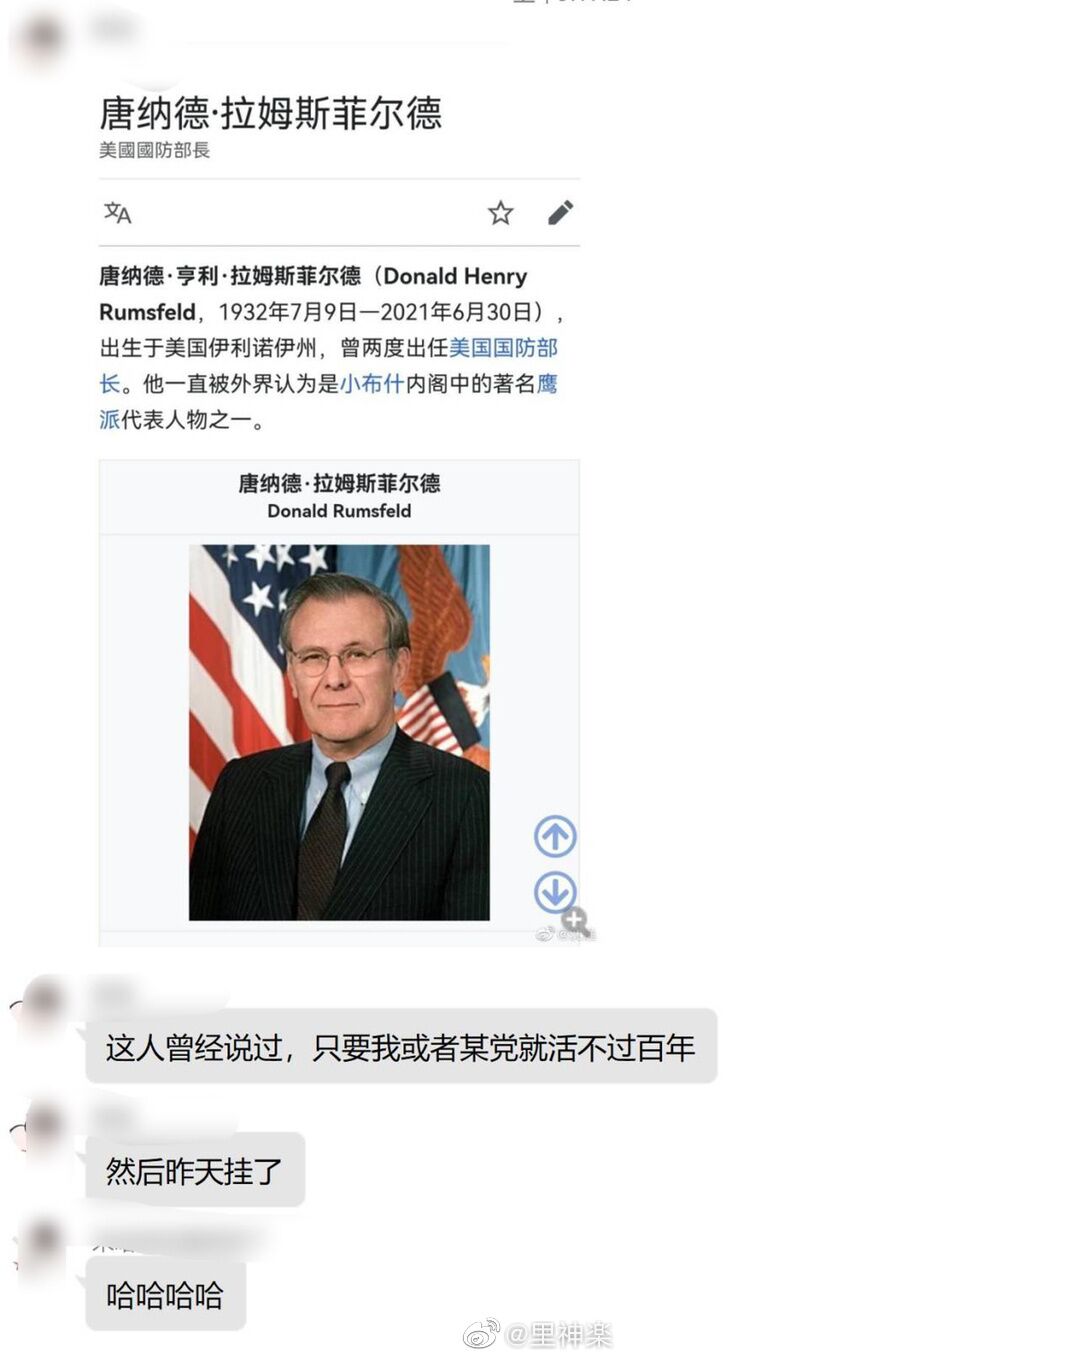 唐纳德·拉姆斯菲尔德
美國國防部長
文A
唐纳德·亨利·拉姆斯菲尔德（Donald Henry
Rumsfeld，1932年7月9日—2021年6月30日），
出生于美国伊利诺伊州，曾两度出任美国国防部
长。他一直被外界认为是小布什内阁中的著名鹰
派代表人物之一。
唐纳德·拉姆斯菲尔德
Donald Rumsfeld
这人曾经说过，只要我或者某党就活不过百年
然后昨天挂了
哈哈哈哈
@里神楽